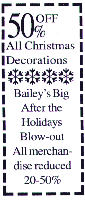 50% OFF
All Christmas
Decorations
Bailey's Big
After the
Holidays
Blow-out
All merchan-
dise reduced
20-50%